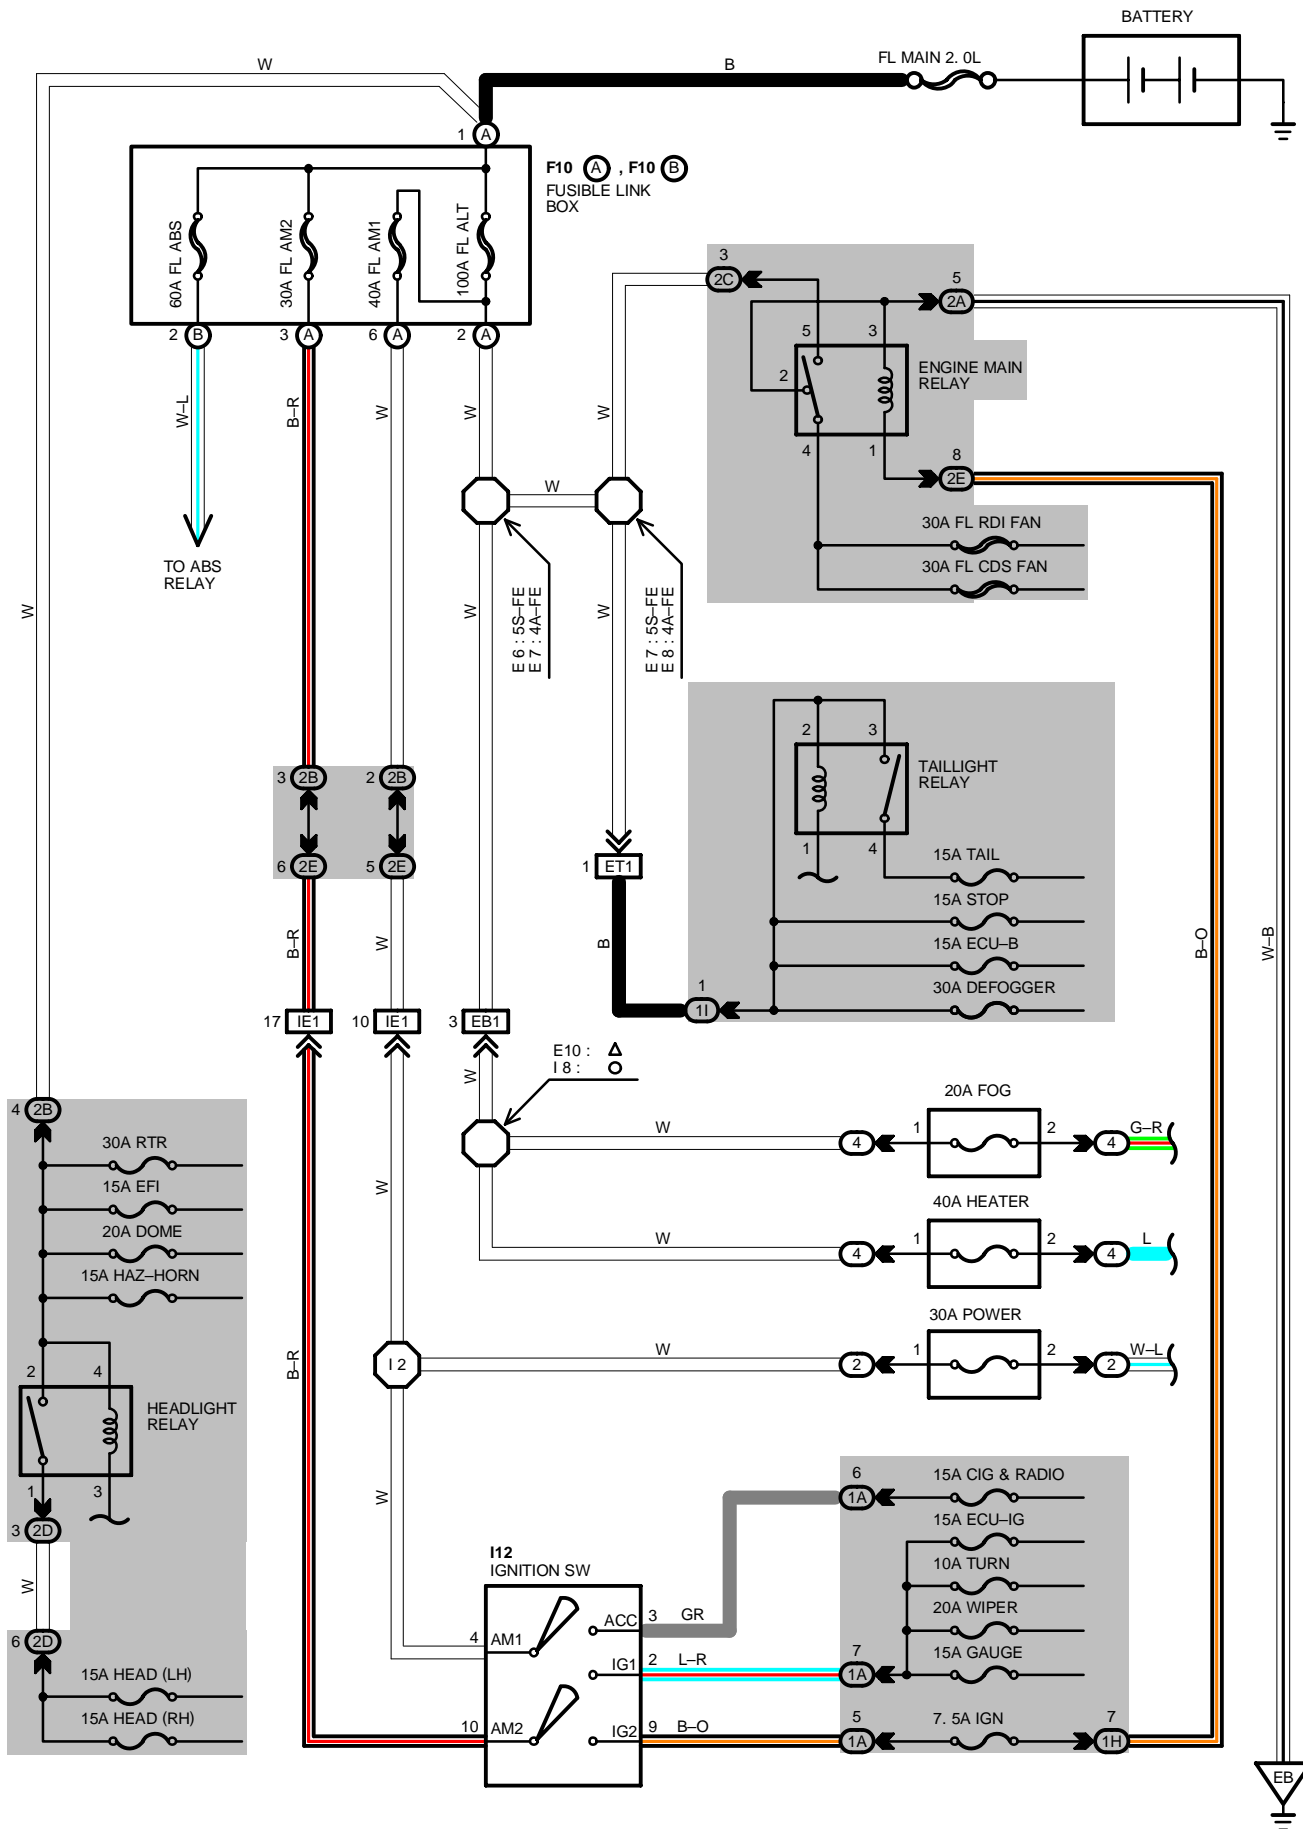 BATTERY
FL MAIN 2. 0L
W
B
1 A
F10 A , F10 B
FUSIBLE LINK
BOX
60A FL ABS
30A FL AM2
40A FL AM1
100A FL ALT
2 B
3 A
6 A
2 A
3
2C
5
2A
5
3
2
ENGINE MAIN
RELAY
4
1
8
2E
30A FL RDI FAN
30A FL CDS FAN
W–L
B–R
W
W
W
W
TO ABS
RELAY
W
W
W
E 6 : 5S–FE
E 7 : 4A–FE
E 7 : 5S–FE
E 8 : 4A–FE
2
3
TAILLIGHT
RELAY
1
4
15A TAIL
15A STOP
15A ECU–B
30A DEFOGGER
3 2B
2 2B
6 2E
5 2E
1 ET1
B–R
W
B
B–O
W–B
1
1I
17 IE1
10 IE1
3 EB1
E10 :
I 8 :
W
4 2B
30A RTR
15A EFI
20A DOME
15A HAZ–HORN
2
4
HEADLIGHT
RELAY
1
3
3 2D
W
6 2D
15A HEAD (LH)
15A HEAD (RH)
20A FOG
W
4
1
2
4
G–R
W
40A HEATER
W
4
1
2
4
L
30A POWER
B–R
I 2
W
2
1
2
2
W–L
W
I12
IGNITION SW
4 AM1
ACC 3 GR
IG1 2 L–R
10 AM2
IG2 9 B–O
6
1A
15A CIG & RADIO
15A ECU–IG
10A TURN
20A WIPER
7
1A
15A GAUGE
5
1A
7. 5A IGN
7
1H
EB